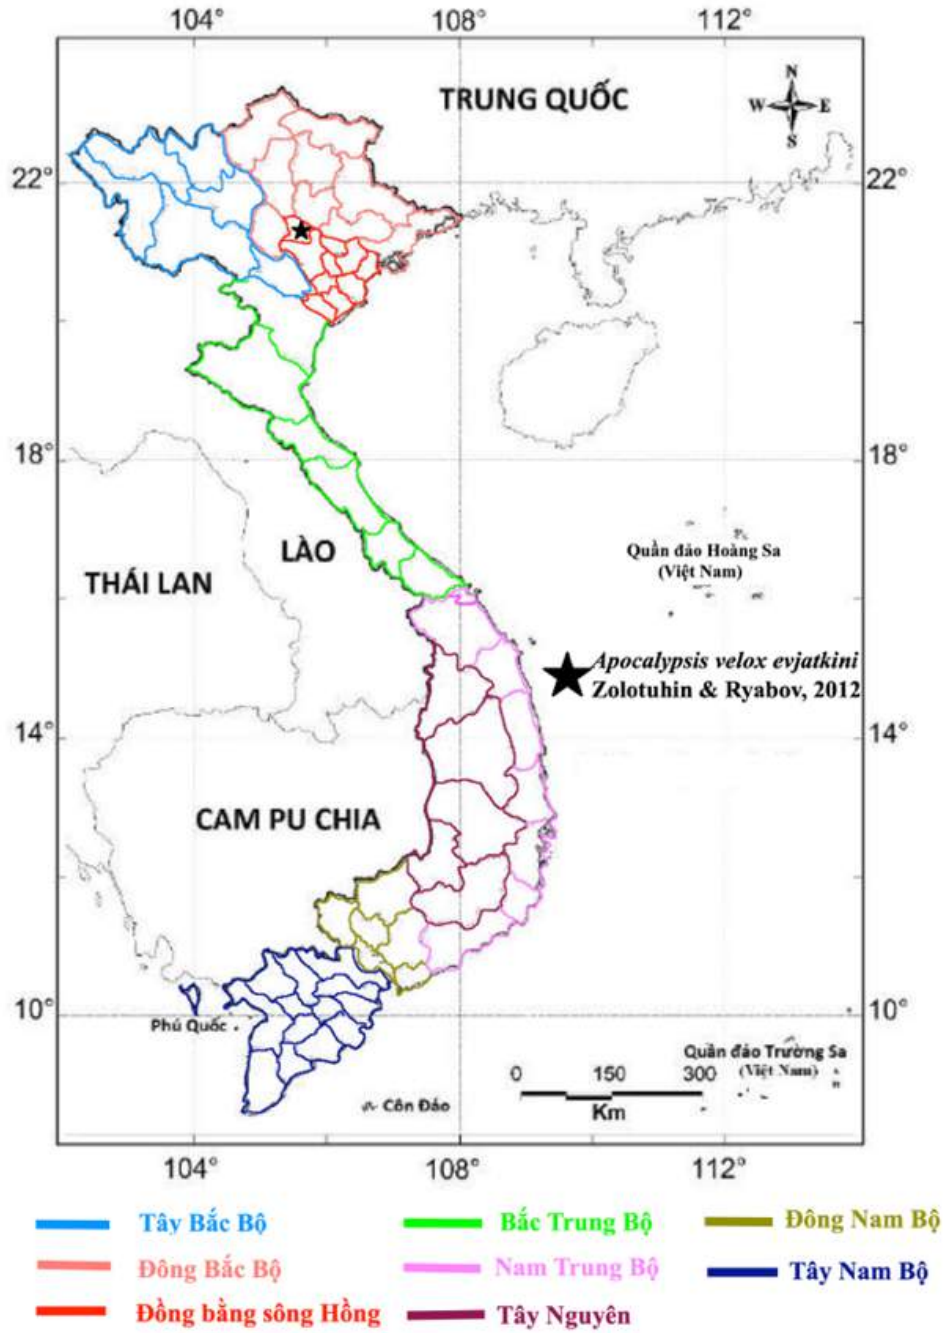 104° 108° 112°
TRUNG QUỐC
N
W E
S
22° 22°
18° 18°
LÀO
THÁI LAN
Quần đảo Hoàng Sa
(Việt Nam)
Apocalypsis velox evjatkini
Zolotuhin & Ryabov, 2012
14° 14°
CAM PU CHIA
10° 10°
Phú Quốc
Quần đảo Trường Sa
(Việt Nam)
0 150 300
Km
Côn Đảo
104° 108° 112°
Tây Bắc Bộ Bắc Trung Bộ Đông Nam Bộ
Đông Bắc Bộ Nam Trung Bộ Tây Nam Bộ
Đồng bằng sông Hồng Tây Nguyên